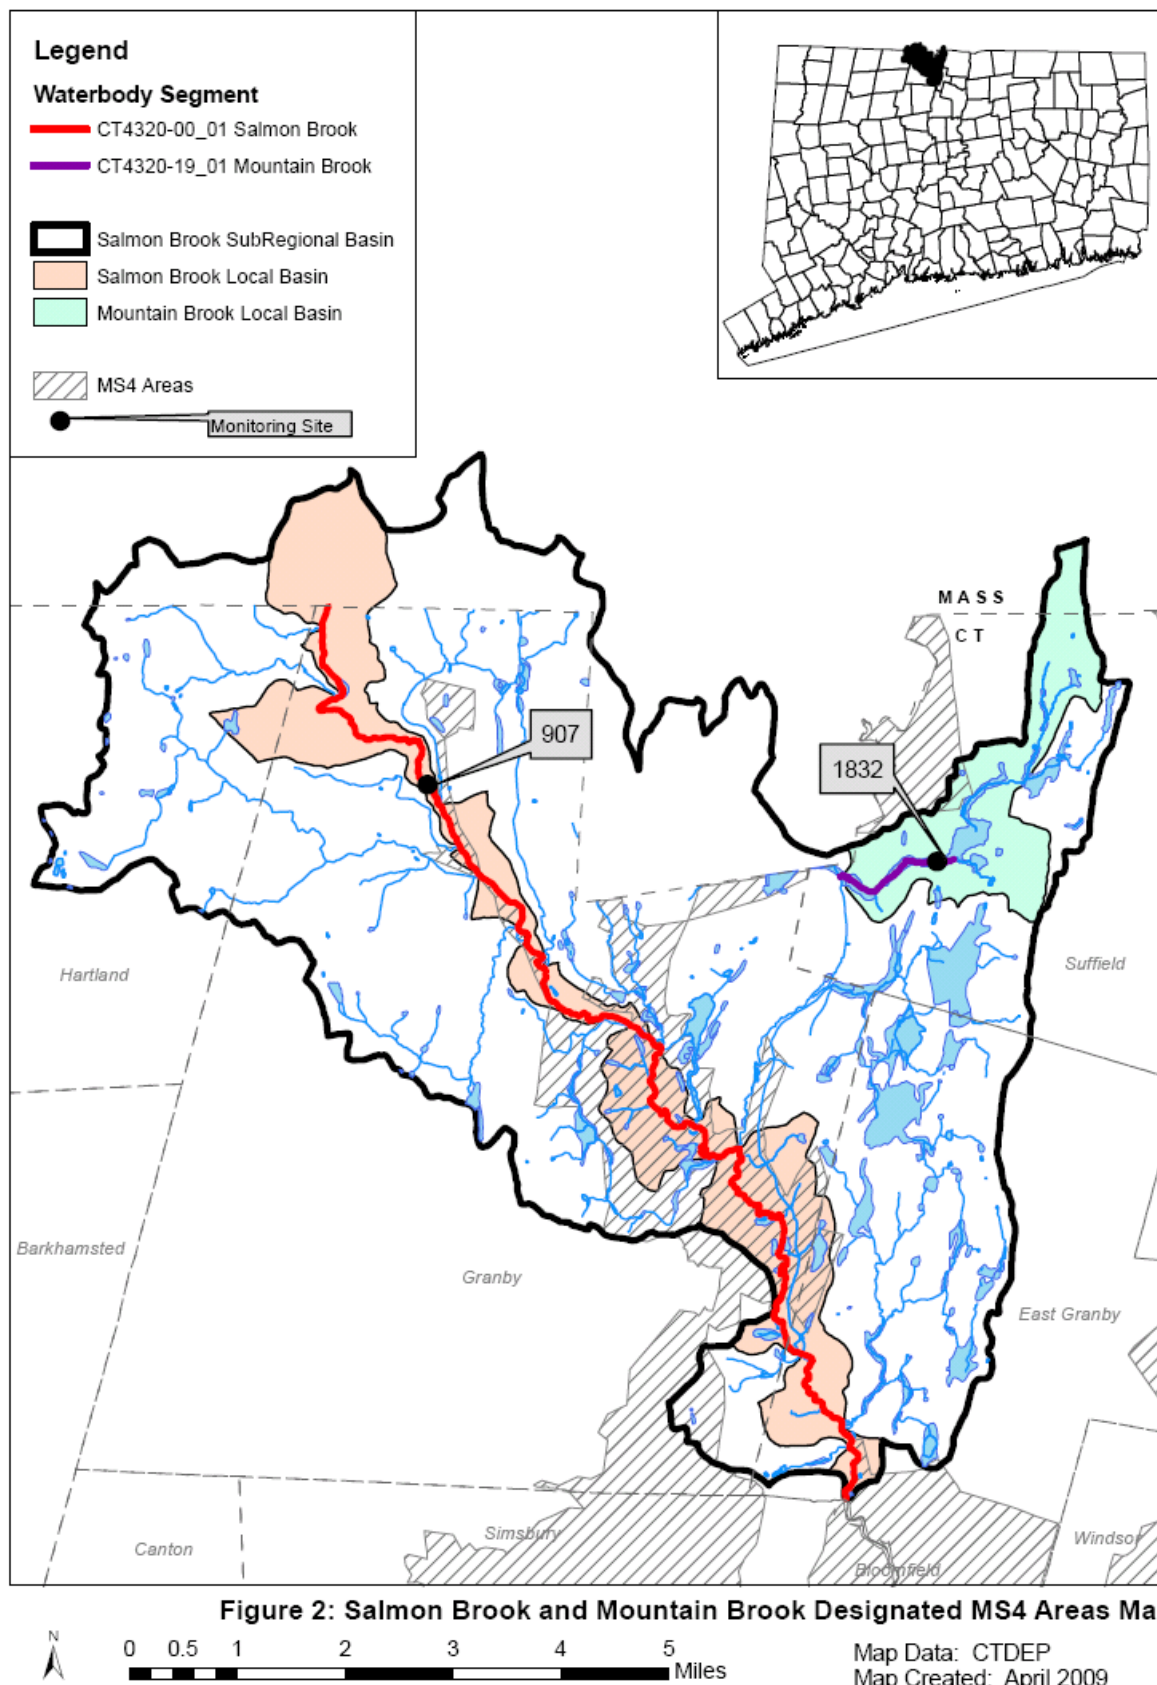 Legend
Waterbody Segment
CT4320-00_01 Salmon Brook
CT4320-19_01 Mountain Brook
Salmon Brook SubRegional Basin
Salmon Brook Local Basin
Mountain Brook Local Basin
MS4 Areas
Monitoring Site
MASS
CT
907
1832
Hartland
Suffield
Barkhamsted
Granby
East Granby
Simsbury
Canton
Windsor
Bloomfield
Figure 2: Salmon Brook and Mountain Brook Designated MS4 Areas Ma
N
0 0.5 1 2 3 4 5
Miles
Map Data: CTDEP
Map Created: April 2009